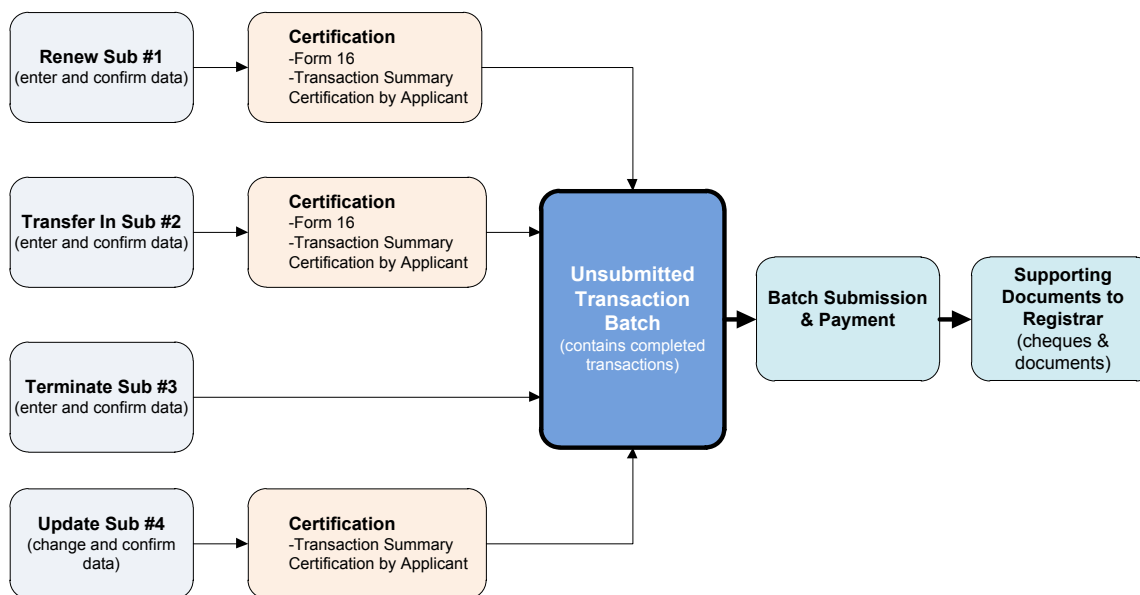 Renew Sub #1
(enter and confirm data)
Certification
-Form 16
-Transaction Summary
Certification by Applicant
Transfer In Sub #2
(enter and confirm data)
Certification
-Form 16
-Transaction Summary
Certification by Applicant
Terminate Sub #3
(enter and confirm data)
Update Sub #4
(change and confirm
data)
Certification
-Transaction Summary
Certification by Applicant
Unsubmitted
Transaction
Batch
(contains completed
transactions)
Batch Submission
& Payment
Supporting
Documents to
Registrar
(cheques &
documents)